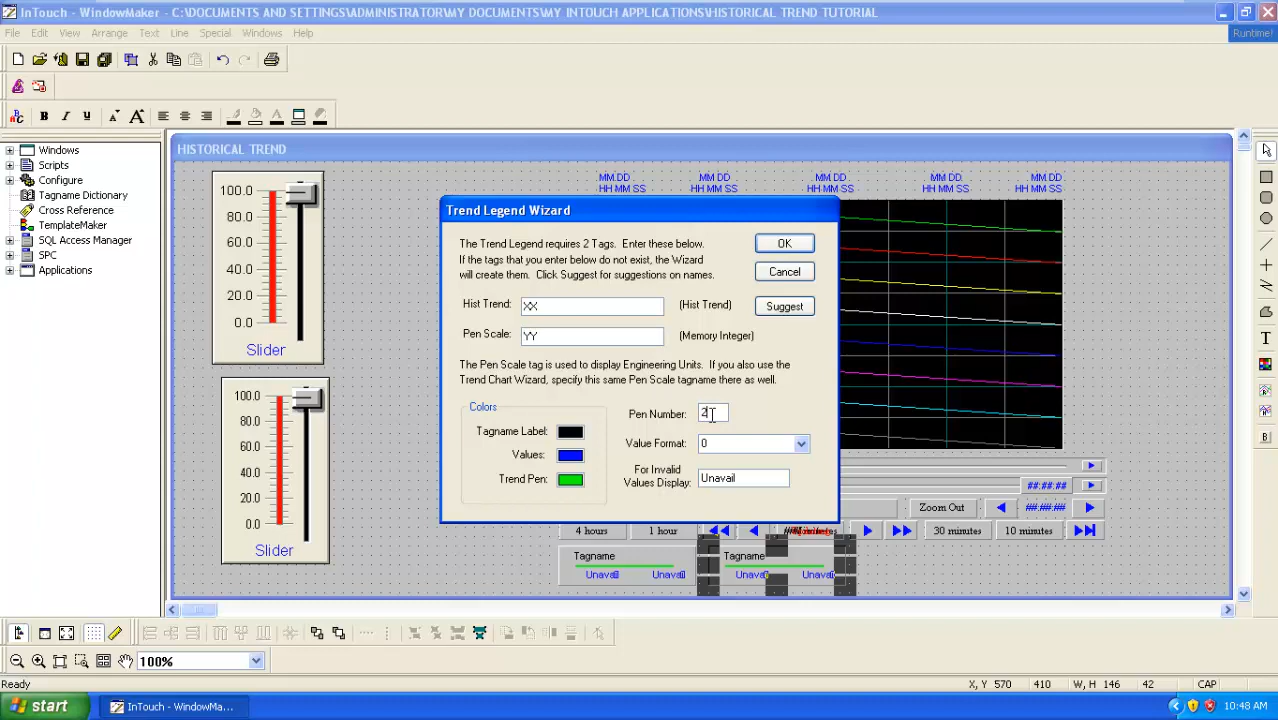 InTouch - WindowMaker - C:\DOCUMENTS AND SETTINGS\ADMINISTRATOR\MY DOCUMENTS\MY INTOUCH APPLICATIONS\HISTORICAL TREND TUTORIAL
File Edit View Arrange Text Line Special Windows Help
Runtime!
Windows
Scripts
Configure
Tagname Dictionary
Cross Reference
TemplateMaker
SQL Access Manager
SPC
Applications
HISTORICAL TREND
MM DD MM DD MM DD MM DD MM DD
HH MM SS HH MM SS HH MM SS HH MM SS HH MM SS
100.0
80.0
60.0
40.0
20.0
0.0
Slider
100.0
80.0
60.0
40.0
20.0
0.0
Slider
Trend Legend Wizard
The Trend Legend requires 2 Tags. Enter these below.
If the tags that you enter below do not exist, the Wizard
will create them. Click Suggest for suggestions on names.
OK
Cancel
Suggest
Hist Trend: XX (Hist Trend)
Pen Scale: YY (Memory Integer)
The Pen Scale tag is used to display Engineering Units. If you also use the
Trend Chart Wizard, specify this same Pen Scale tagname there as well.
Colors
Tagname Label:
Values:
Trend Pen:
Pen Number: 2
Value Format: 0
For Invalid
Values Display: Unavail
##:##:##
Zoom Out ##:##:##
4 hours 1 hour 30 minutes 10 minutes
Tagname Tagname
Unavail Unavail Unavail Unavail
100%
Ready X, Y 570 410 W, H 146 42 CAP
start InTouch - WindowMa... 10:48 AM